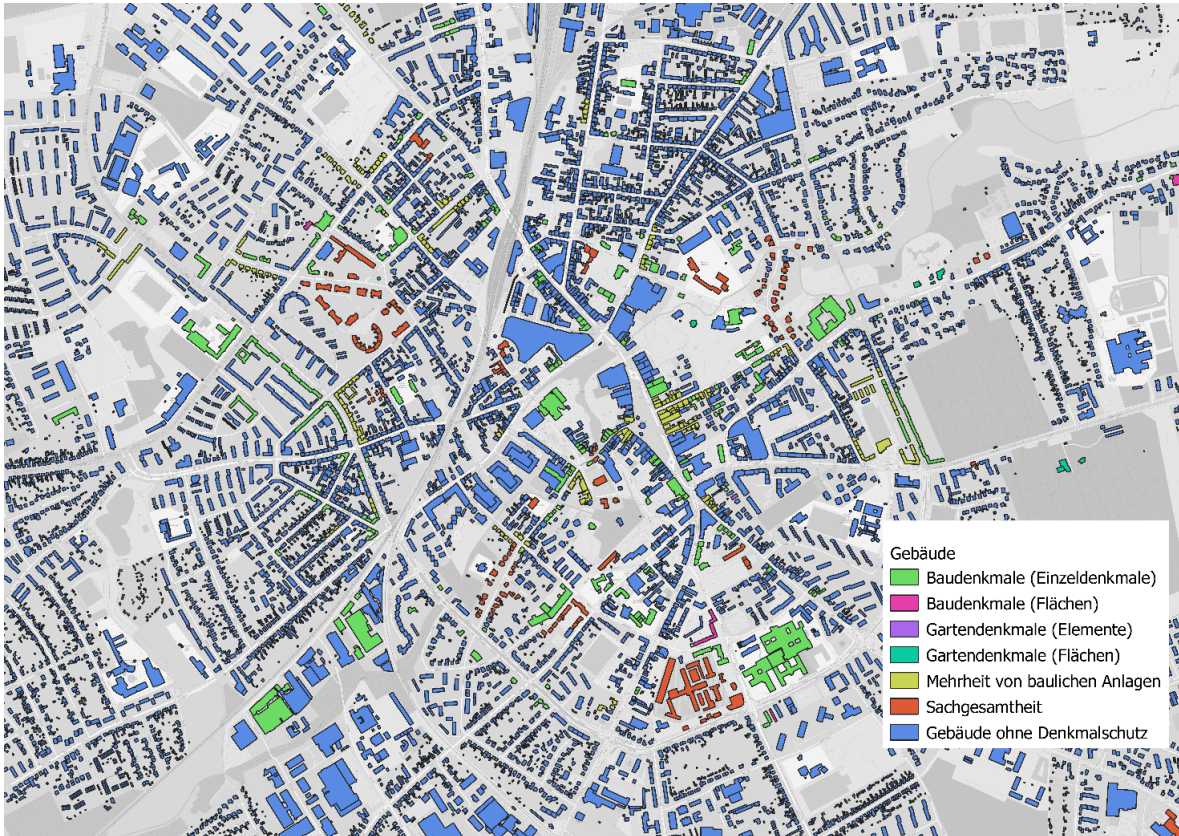 Gebäude
Baudenkmale (Einzeldenkmale)
Baudenkmale (Flächen)
Gartendenkmale (Elemente)
Gartendenkmale (Flächen)
Mehrheit von baulichen Anlagen
Sachgesamtheit
Gebäude ohne Denkmalschutz